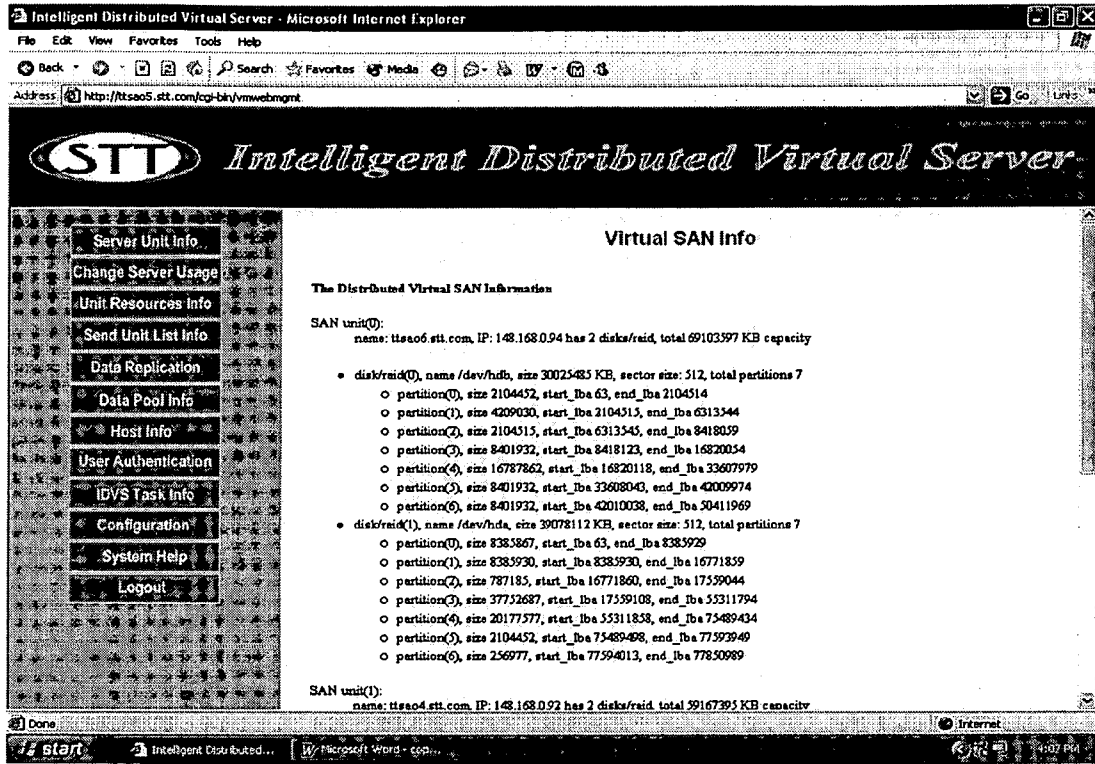 Intelligent Distributed Virtual Server - Microsoft Internet Explorer
File Edit View Favorites Tools Help
Back Search Favorites Media
Address http://ttsao5.stt.com/cgi-bin/vmwebmgmt Go Links »
STT Intelligent Distributed Virtual Server
Server Unit Info
Change Server Usage
Unit Resources Info
Send Unit List Info
Data Replication
Data Pool Info
Host Info
User Authentication
IDVS Task Info
Configuration
System Help
Logout
Virtual SAN Info
The Distributed Virtual SAN Information
SAN unit(0):
name: ttsao6.stt.com, IP: 148.168.0.94 has 2 disks/raid, total 69103597 KB capacity
• disk/raid(0), name /dev/hdb, size 30025485 KB, sector size: 512, total partitions 7
o partition(0), size 2104452, start_lba 63, end_lba 2104514
o partition(1), size 4209030, start_lba 2104515, end_lba 6313544
o partition(2), size 2104515, start_lba 6313545, end_lba 8418059
o partition(3), size 8401932, start_lba 8418123, end_lba 16820054
o partition(4), size 16787862, start_lba 16820118, end_lba 33607979
o partition(5), size 8401932, start_lba 33608043, end_lba 42009974
o partition(6), size 8401932, start_lba 42010038, end_lba 50411969
• disk/raid(1), name /dev/hda, size 39078112 KB, sector size: 512, total partitions 7
o partition(0), size 8385867, start_lba 63, end_lba 8385929
o partition(1), size 8385930, start_lba 8385930, end_lba 16771859
o partition(2), size 787185, start_lba 16771860, end_lba 17559044
o partition(3), size 37752687, start_lba 17559108, end_lba 55311794
o partition(4), size 20177577, start_lba 55311858, end_lba 75489434
o partition(5), size 2104452, start_lba 75489498, end_lba 77593949
o partition(6), size 256977, start_lba 77594013, end_lba 77850989
SAN unit(1):
name: ttsao4.stt.com, IP: 148.168.0.92 has 2 disks/raid, total 59167395 KB capacity
Done Internet
start Intelligent Distributed... Microsoft Word - 4:07 PM